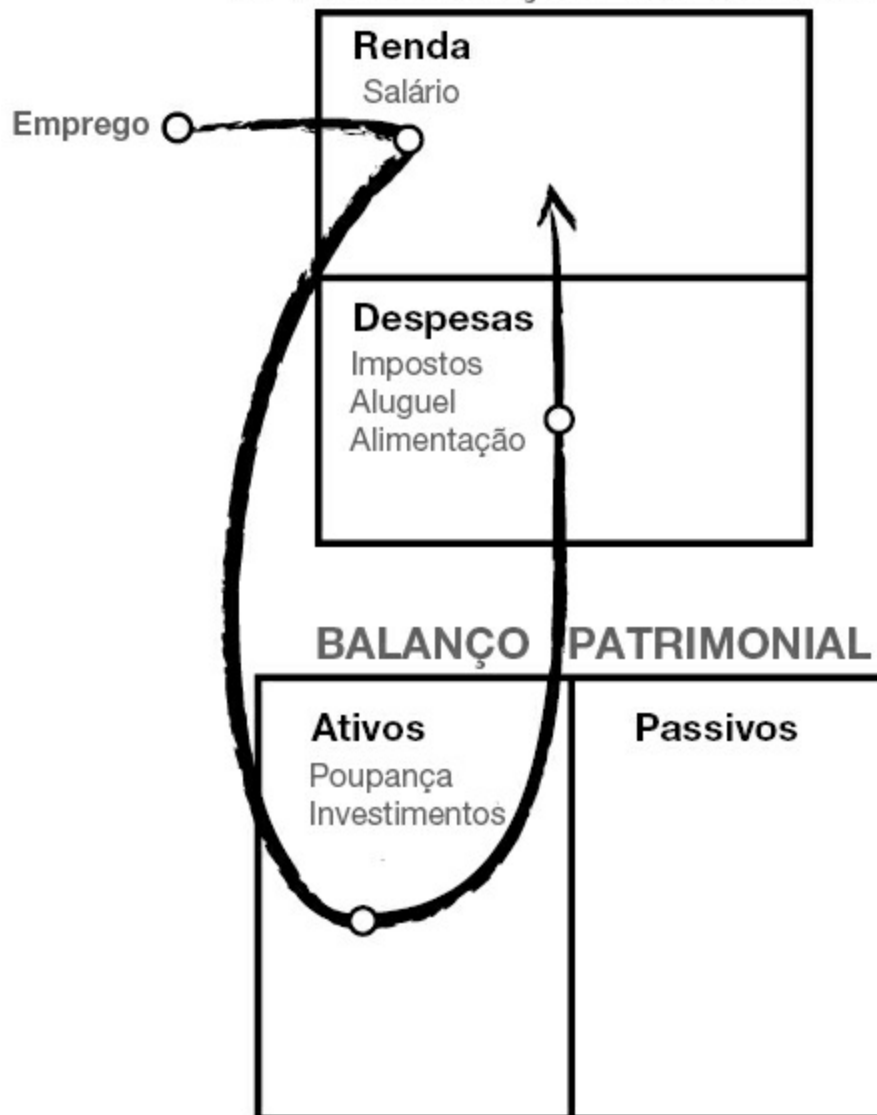 Renda
Salário
Emprego
Despesas
Impostos
Aluguel
Alimentação
BALANÇO PATRIMONIAL
Ativos
Poupança
Investimentos
Passivos